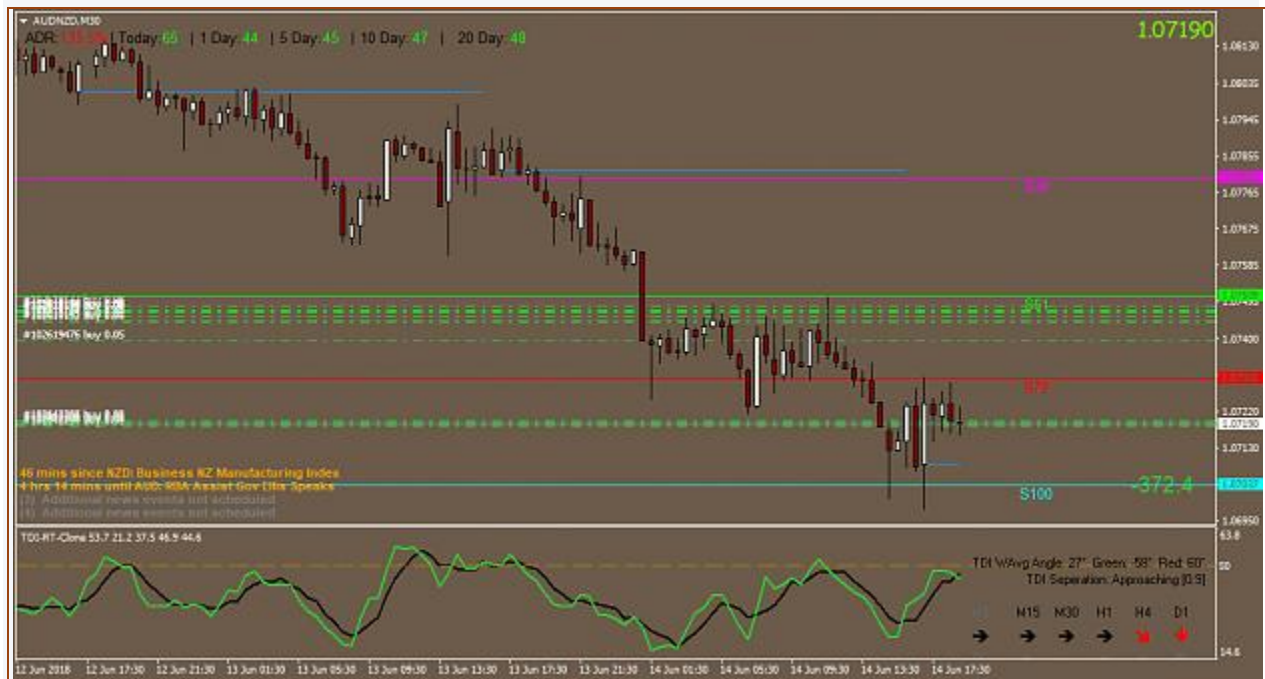 AUDNZD,M30
ADR: | Today: 65 | 1 Day: 44 | 5 Day: 45 | 10 Day: 47 | 20 Day: 48
1.07190
1.08130
1.08035
1.07945
1.07855
1.07765
1.07675
1.07585
1.07495
S61
#102619476 buy 0.05
1.07400
S78
1.07220
1.07190
1.07130
46 mins since NZD: Business NZ Manufacturing Index
4 hrs 14 mins until AUD: RBA Assist Gov Ellis Speaks
(3) Additional news events not scheduled
(4) Additional news events not scheduled
-372.4
S100
1.06950
TDI-RT-Clone 53.7 21.2 37.5 46.9 44.6
63.8
TDI WAvg Angle: 27° Green: -58° Red: 60°
50
TDI Seperation: Approaching [0.9]
M15 M30 H1 H4 D1
14.6
12 Jun 2018 12 Jun 17:30 12 Jun 21:30 13 Jun 01:30 13 Jun 05:30 13 Jun 09:30 13 Jun 13:30 13 Jun 17:30 13 Jun 21:30 14 Jun 01:30 14 Jun 05:30 14 Jun 09:30 14 Jun 13:30 14 Jun 17:30